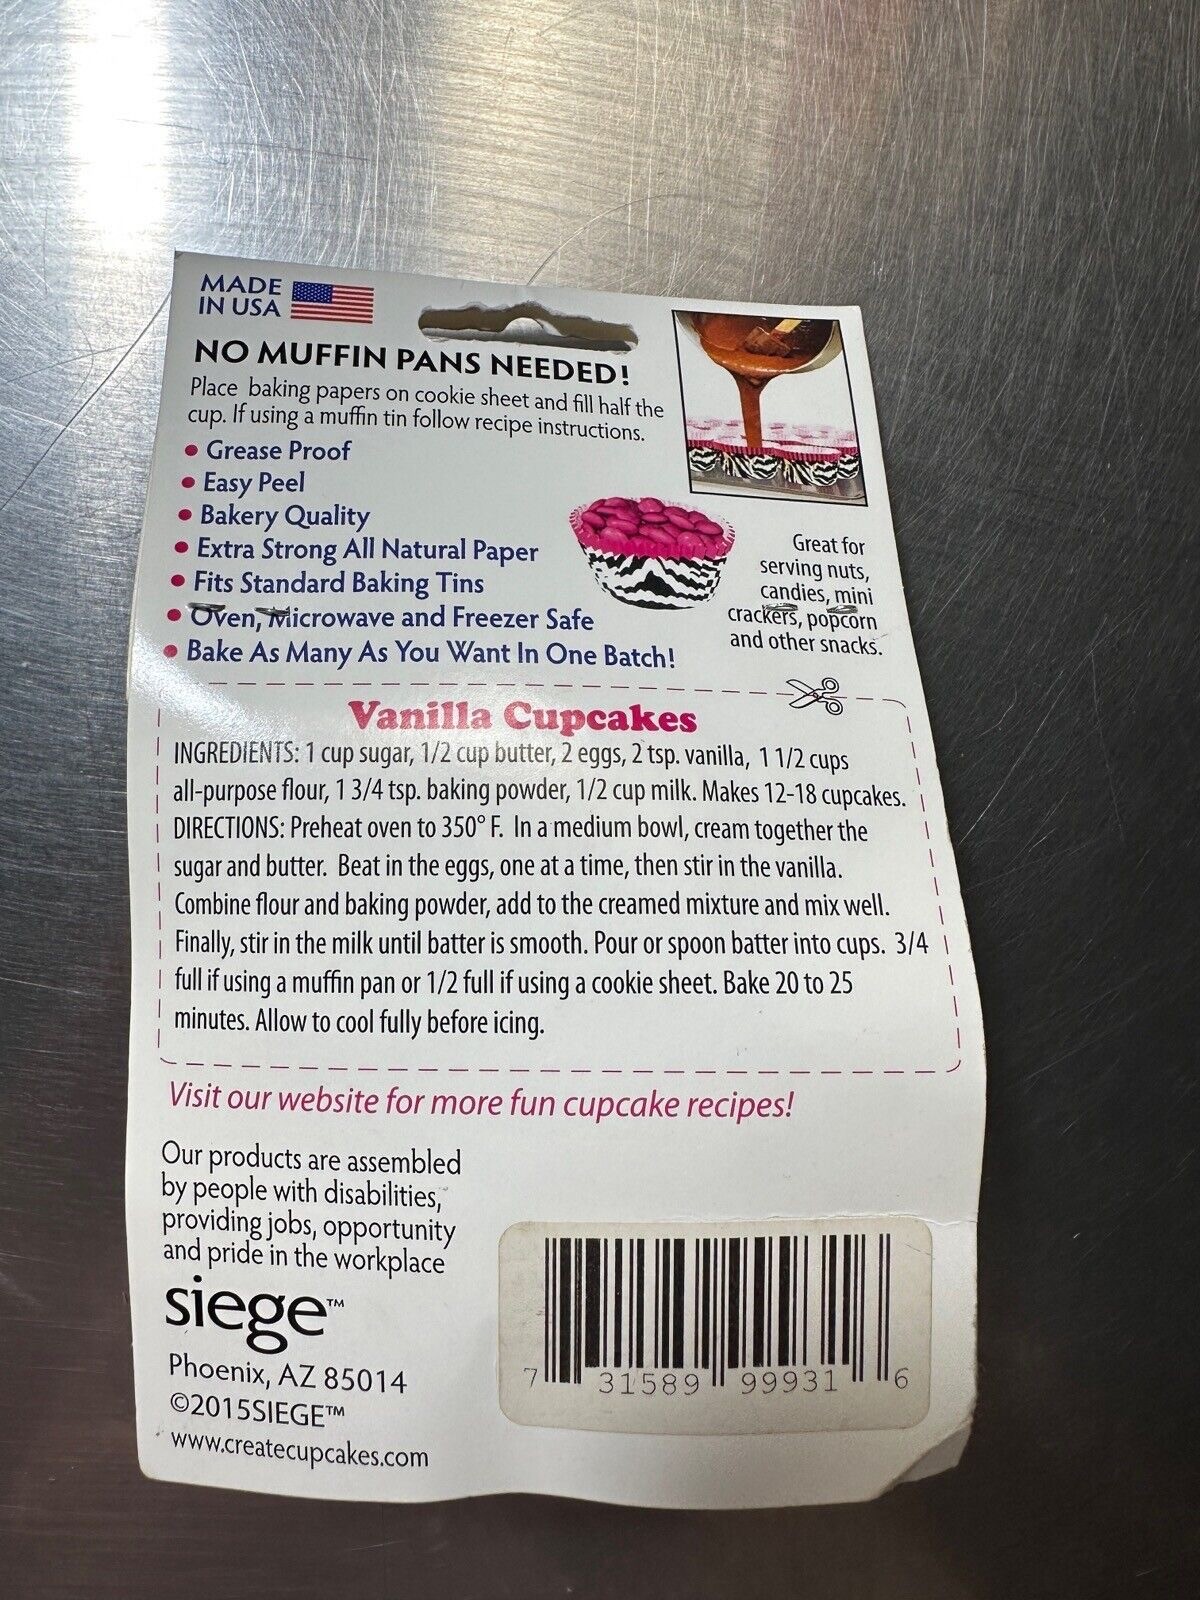 MADE
IN USA
NO MUFFIN PANS NEEDED!
Place baking papers on cookie sheet and fill half the
cup. If using a muffin tin follow recipe instructions.
• Grease Proof
• Easy Peel
• Bakery Quality
• Extra Strong All Natural Paper
• Fits Standard Baking Tins
• Oven, Microwave and Freezer Safe
• Bake As Many As You Want In One Batch!
Great for
serving nuts,
candies, mini
crackers, popcorn
and other snacks.
Vanilla Cupcakes
INGREDIENTS: 1 cup sugar, 1/2 cup butter, 2 eggs, 2 tsp. vanilla, 1 1/2 cups
all-purpose flour, 1 3/4 tsp. baking powder, 1/2 cup milk. Makes 12-18 cupcakes.
DIRECTIONS: Preheat oven to 350° F. In a medium bowl, cream together the
sugar and butter. Beat in the eggs, one at a time, then stir in the vanilla.
Combine flour and baking powder, add to the creamed mixture and mix well.
Finally, stir in the milk until batter is smooth. Pour or spoon batter into cups. 3/4
full if using a muffin pan or 1/2 full if using a cookie sheet. Bake 20 to 25
minutes. Allow to cool fully before icing.
Visit our website for more fun cupcake recipes!
Our products are assembled
by people with disabilities,
providing jobs, opportunity
and pride in the workplace
siege™
Phoenix, AZ 85014
©2015SIEGE™
www.createcupcakes.com
7 31589 99931 6